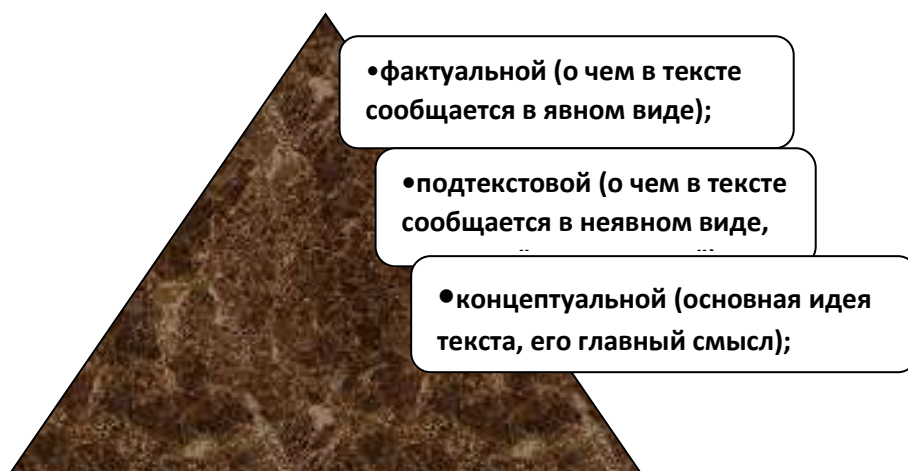 •фактуальной (о чем в тексте
сообщается в явном виде);
•подтекстовой (о чем в тексте
сообщается в неявном виде,
•концептуальной (основная идея
текста, его главный смысл);